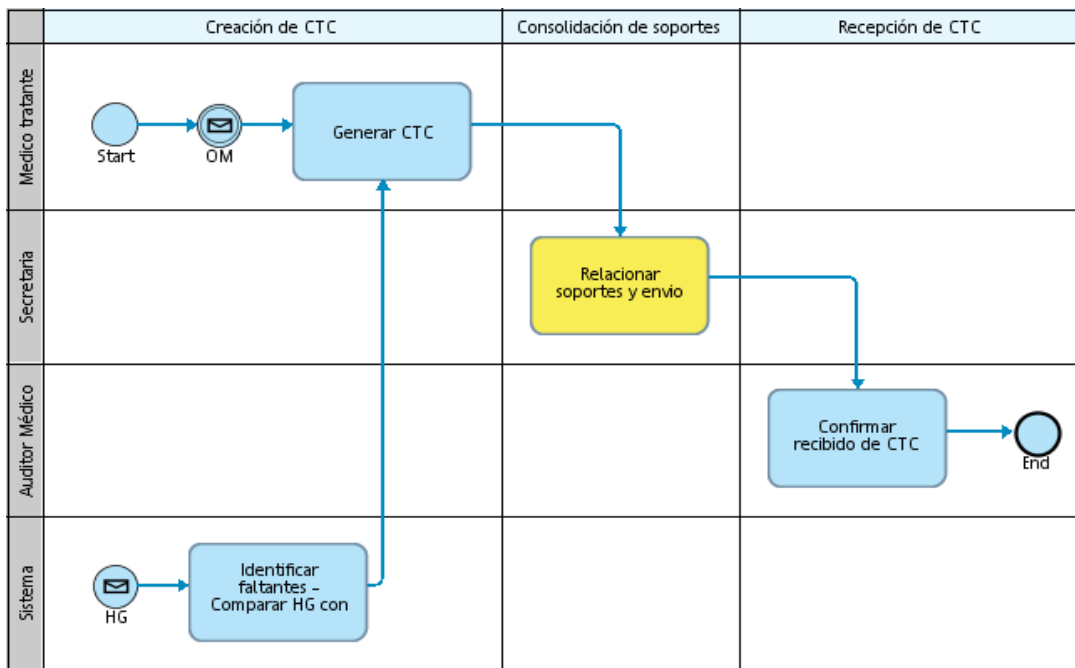 Creación de CTC
Consolidación de soportes
Recepción de CTC
Medico tratante
Start
OM
Generar CTC
Secretaria
Relacionar
soportes y envio
Auditor Médico
Confirmar
recibido de CTC
End
Sistema
HG
Identificar
faltantes –
Comparar HG con